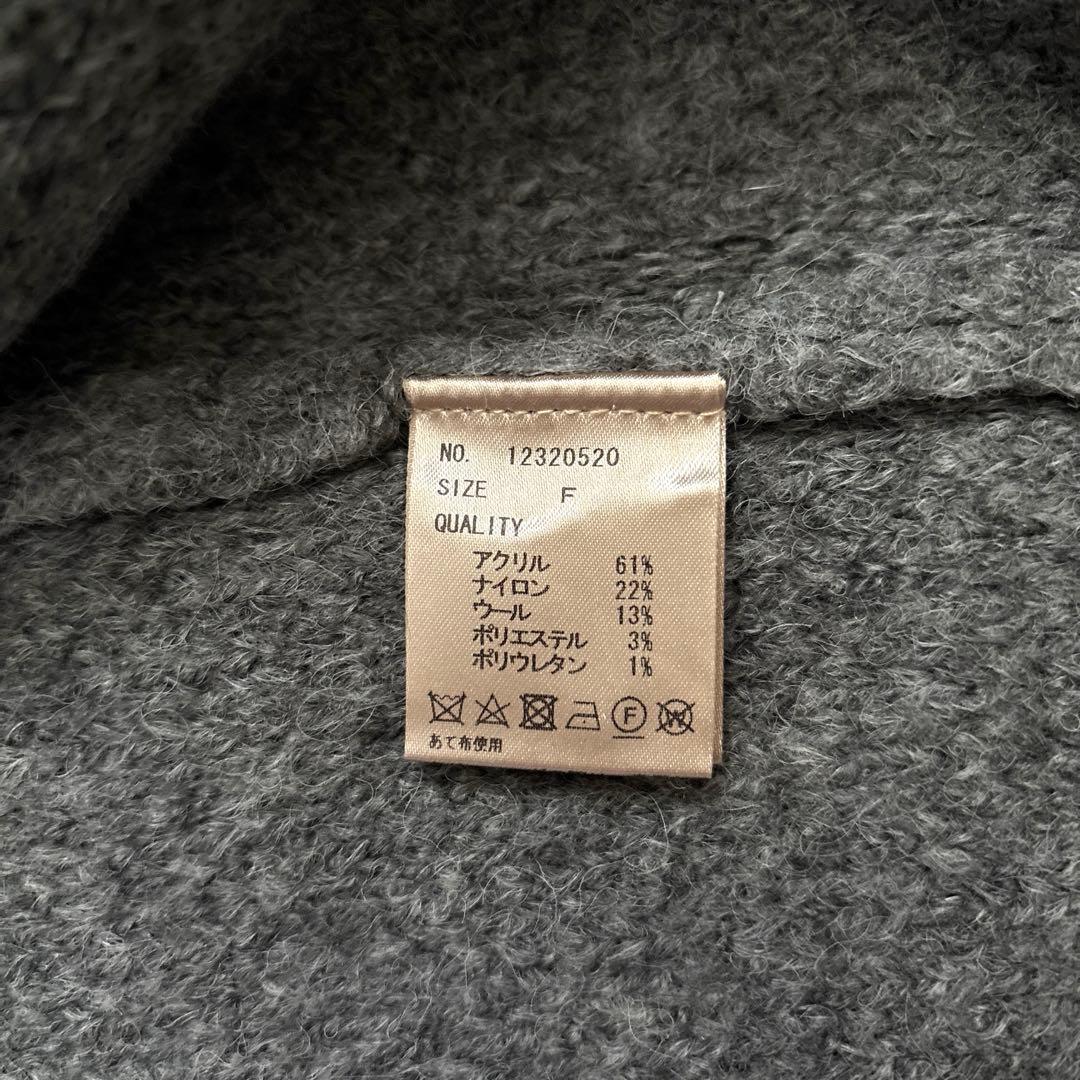 NO. 12320520
SIZE F
QUALITY
アクリル 61%
ナイロン 22%
ウール 13%
ポリエステル 3%
ポリウレタン 1%
F W
あて布使用